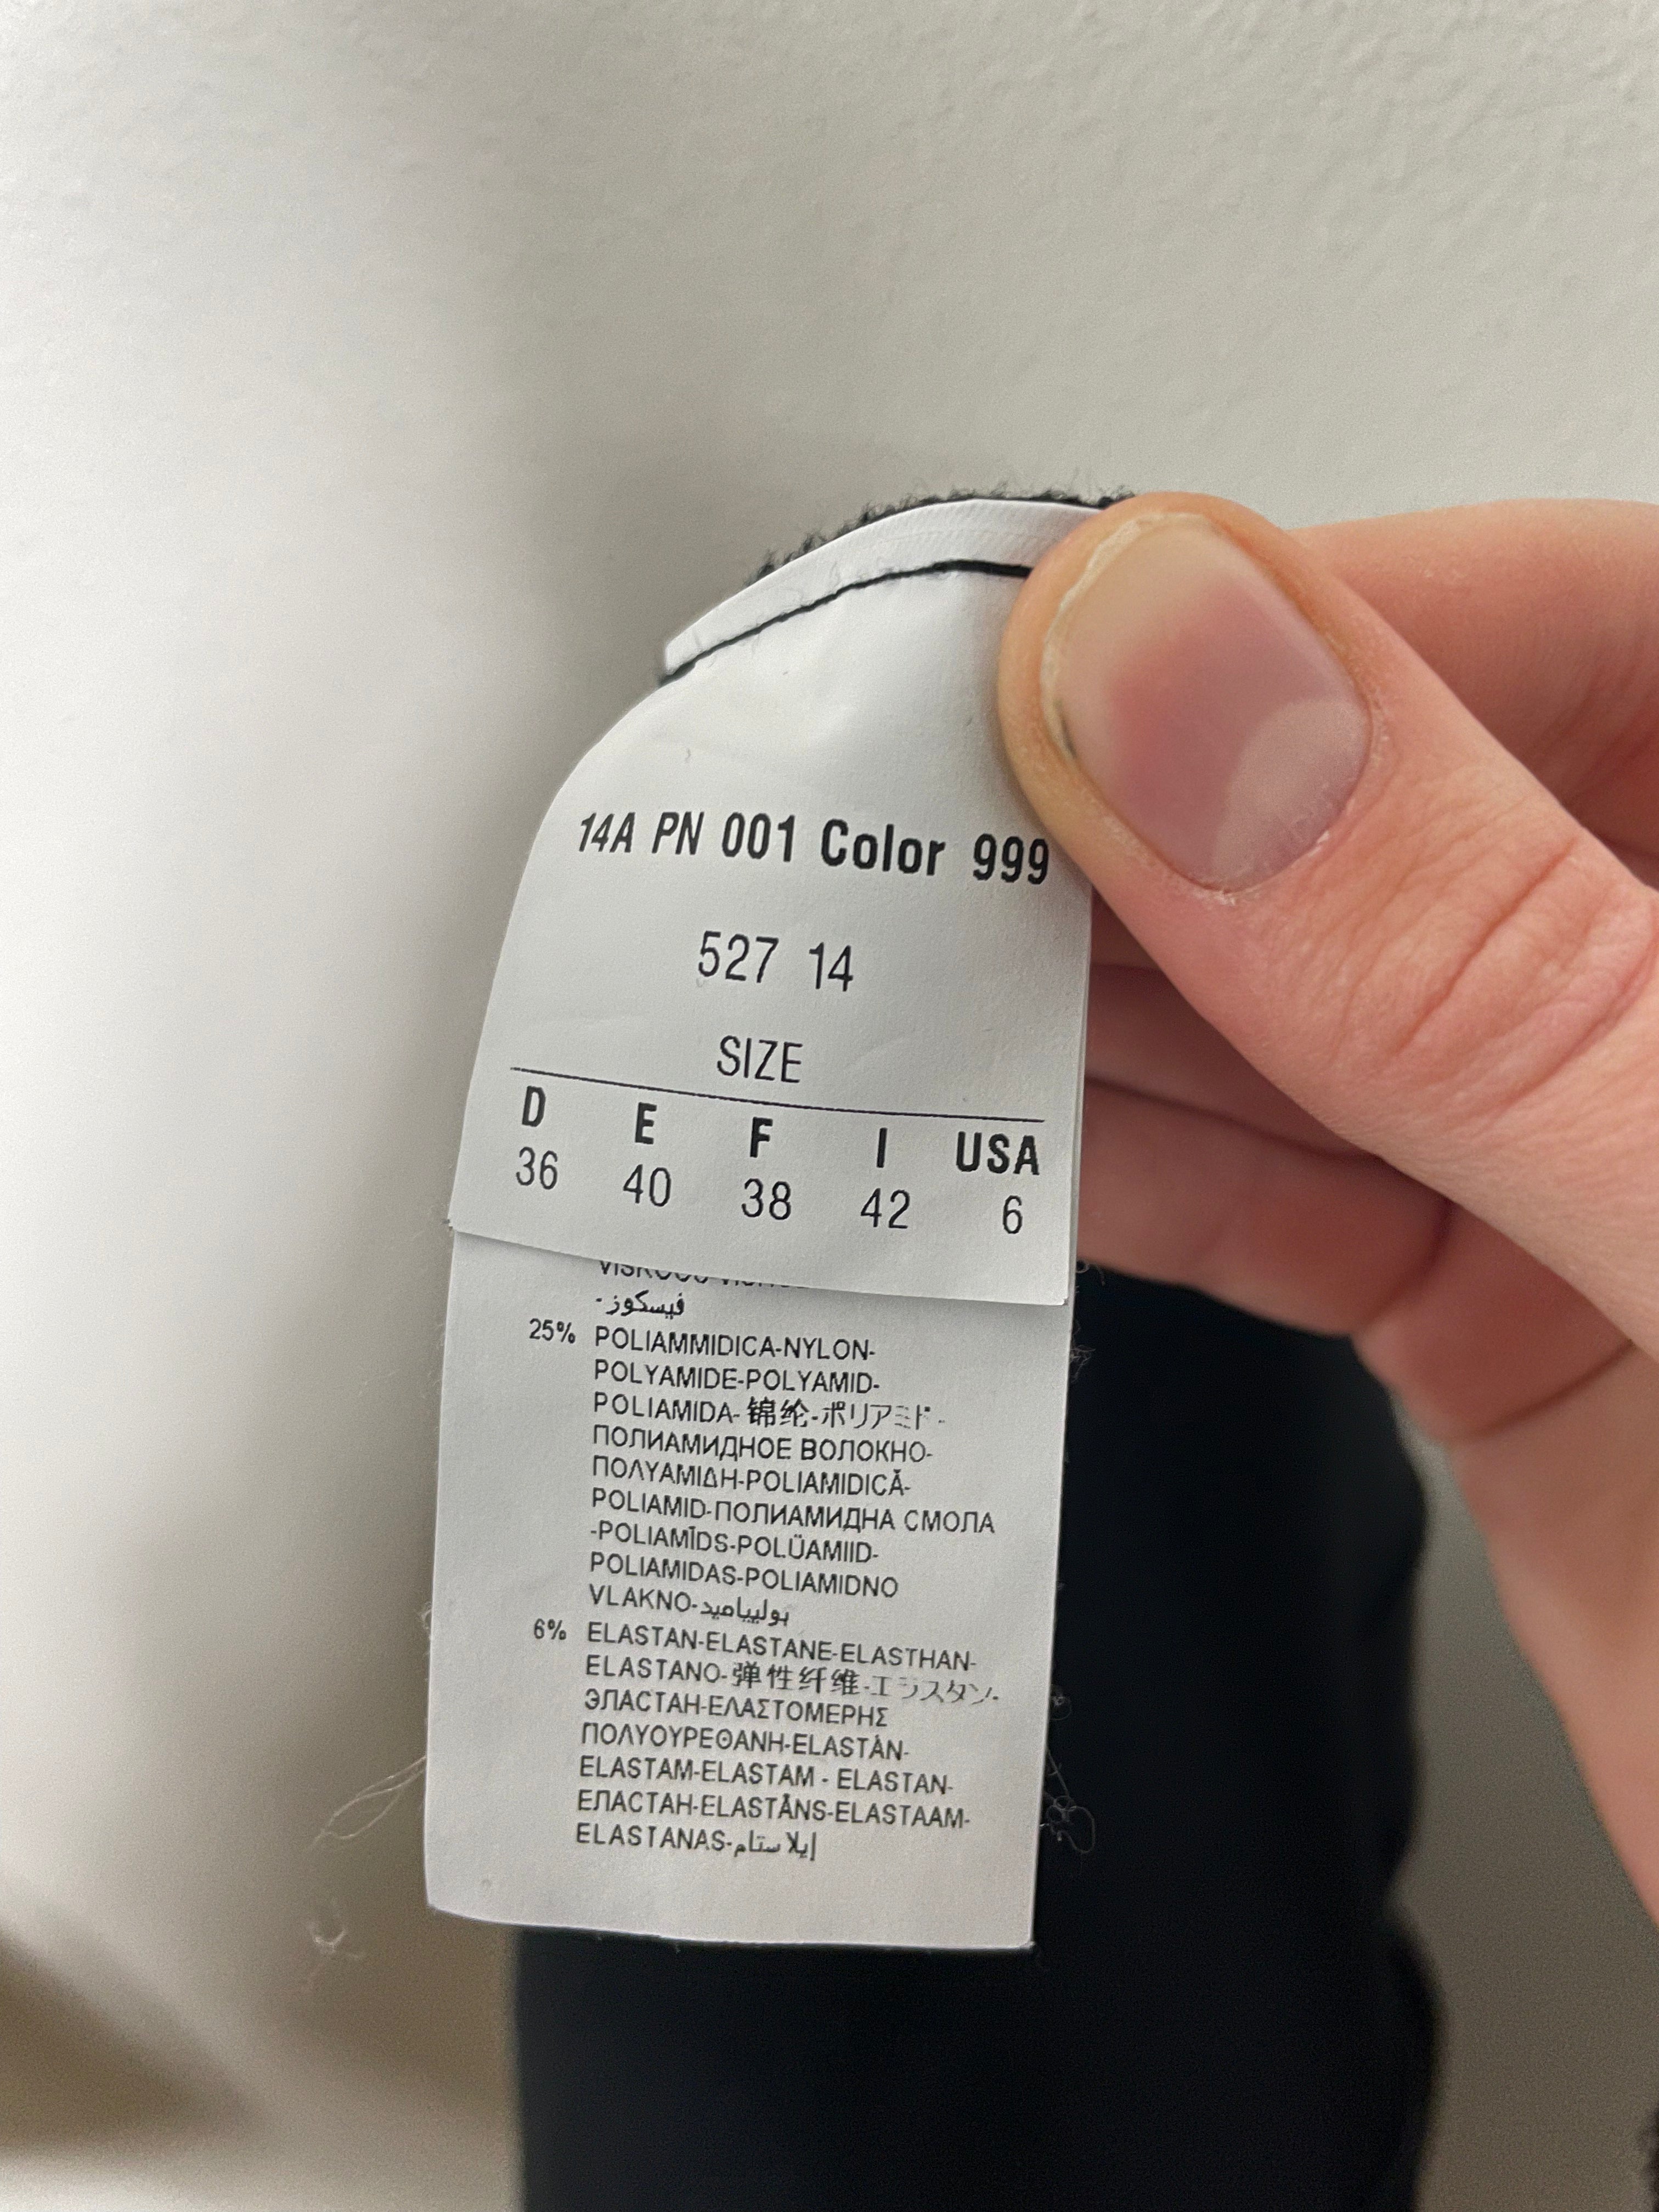 14A PN 001 Color 999
527 14
SIZE
D E F I USA
36 40 38 42 6
فيسكوز-
25% POLIAMMIDICA-NYLON-
POLYAMIDE-POLYAMID-
POLIAMIDA-锦纶-ポリアミド-
ПОЛИАМИДНОЕ ВОЛОКНО-
ΠΟΛΥΑΜΙΔΗ-POLIAMIDICĂ-
POLIAMID-ПОЛИАМИДНА СМОЛА
-POLIAMĪDS-POLÜAMIID-
POLIAMIDAS-POLIAMIDNO
VLAKNO-بوليياميد
6% ELASTAN-ELASTANE-ELASTHAN-
ELASTANO-弹性纤维-エラスタン-
ЭЛАСТАН-ΕΛΑΣΤΟΜΕΡΗΣ
ΠΟΛΥΟΥΡΕΘΑΝΗ-ELASTÁN-
ELASTAM-ELASTAM - ELASTAN-
ЕЛАСТАН-ELASTĀNS-ELASTAAM-
ELASTANAS-إيلاستام